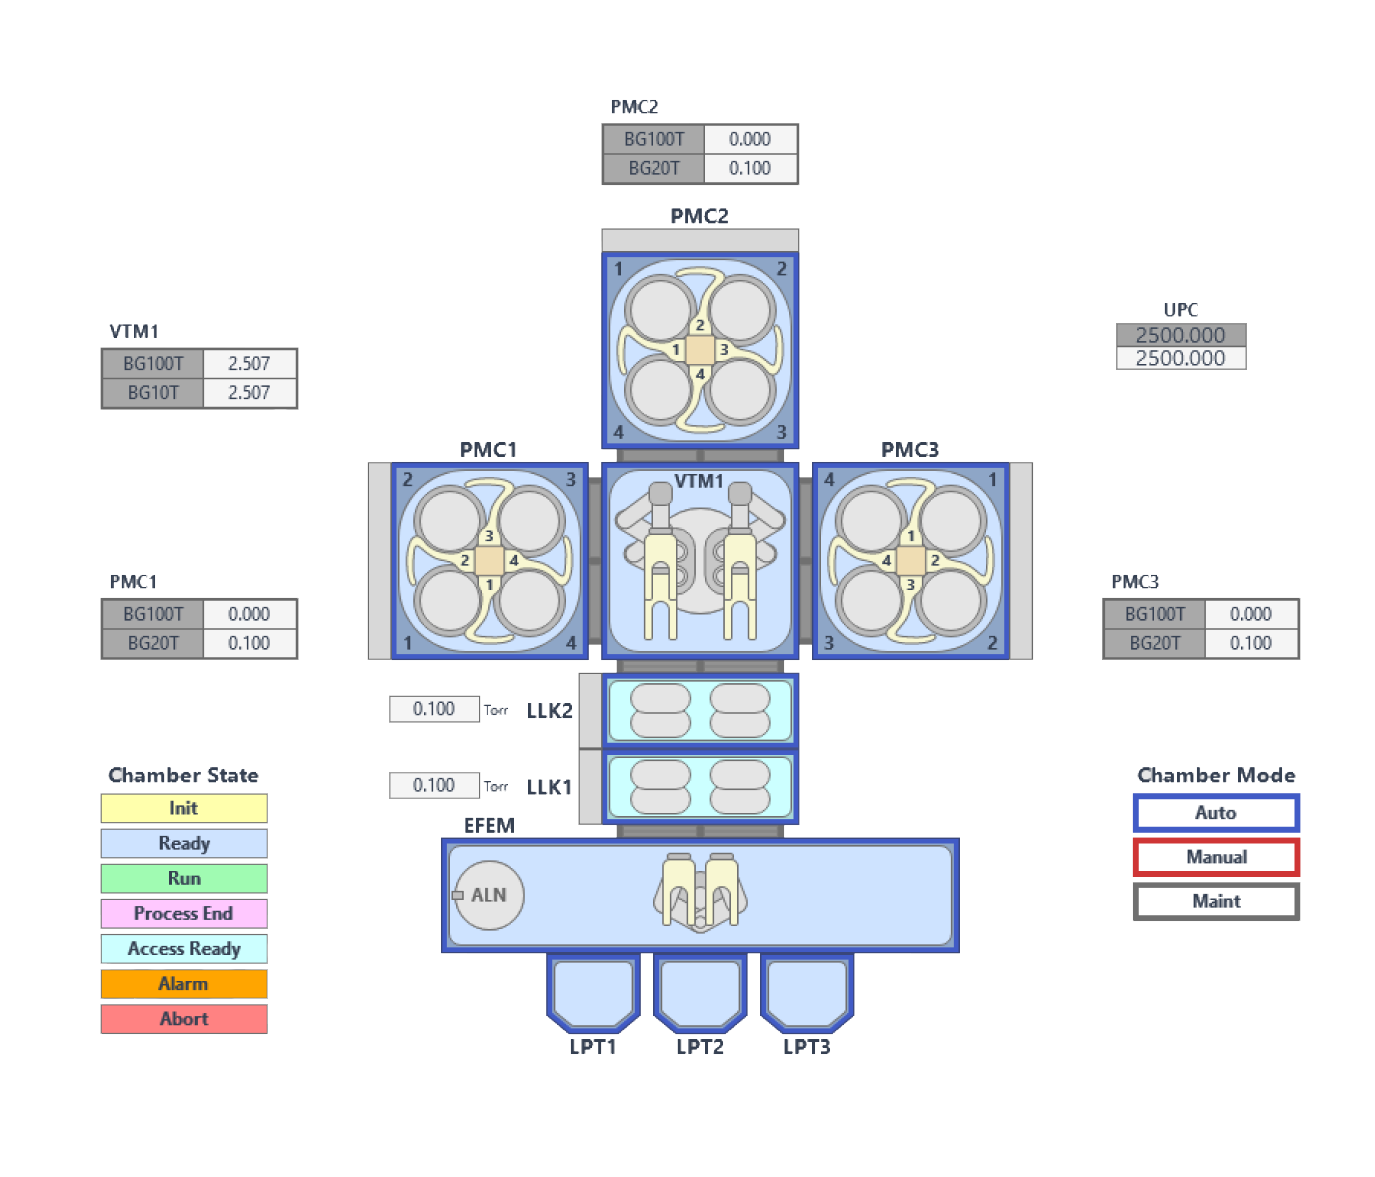 PMC2
BG100T 0.000
BG20T 0.100
PMC2
1 2
2
1 3
4
4 3
UPC
2500.000
2500.000
VTM1
BG100T 2.507
BG10T 2.507
PMC1
2 3
3
2 4
1
1 4
VTM1
PMC3
4 1
1
4 2
3
3 2
PMC1
BG100T 0.000
BG20T 0.100
PMC3
BG100T 0.000
BG20T 0.100
0.100 Torr LLK2
0.100 Torr LLK1
EFEM
ALN
LPT1 LPT2 LPT3
Chamber State
Init
Ready
Run
Process End
Access Ready
Alarm
Abort
Chamber Mode
Auto
Manual
Maint